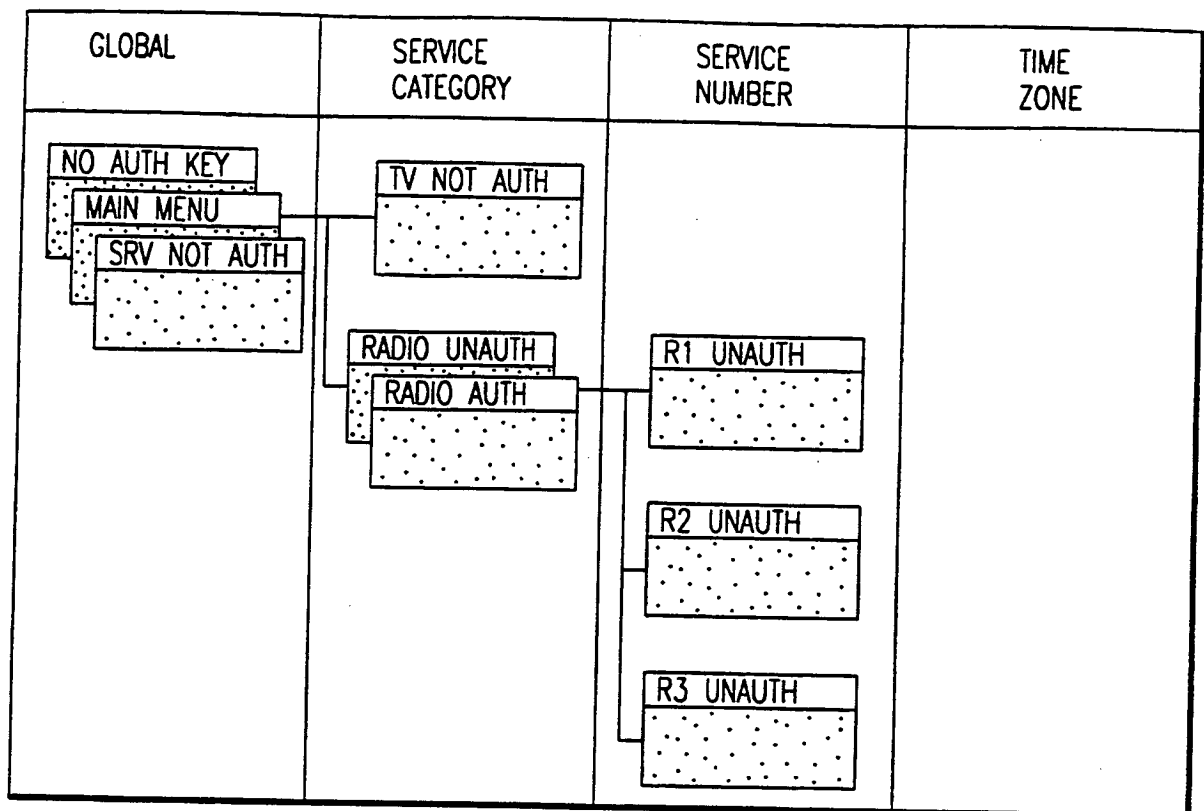 GLOBAL
SERVICE
CATEGORY
SERVICE
NUMBER
TIME
ZONE
NO AUTH KEY
MAIN MENU
SRV NOT AUTH
TV NOT AUTH
RADIO UNAUTH
RADIO AUTH
R1 UNAUTH
R2 UNAUTH
R3 UNAUTH